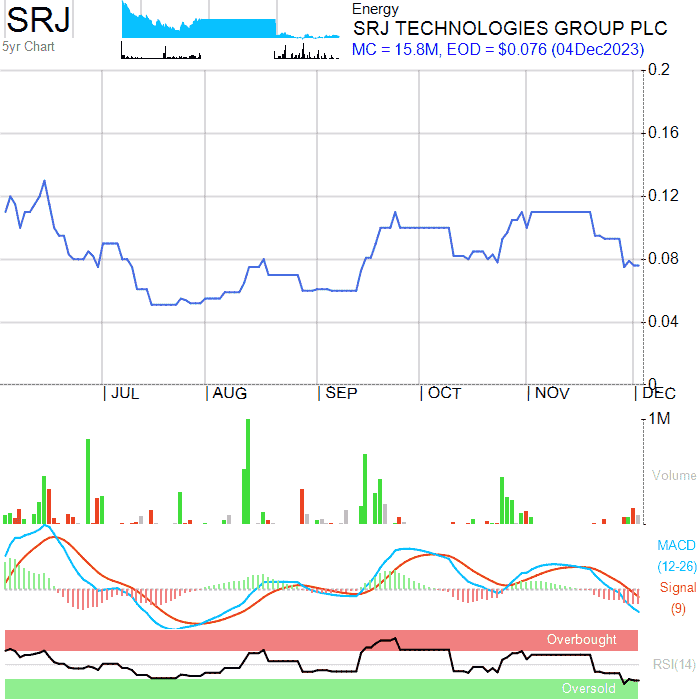 SRJ
5yr Chart
Energy
SRJ TECHNOLOGIES GROUP PLC
MC = 15.8M, EOD = $0.076 (04Dec2023)
0.2
0.16
0.12
0.08
0.04
0
JUL AUG SEP OCT NOV DEC
1M
Volume
MACD
(12-26)
Signal
(9)
Overbought
RSI(14)
Oversold